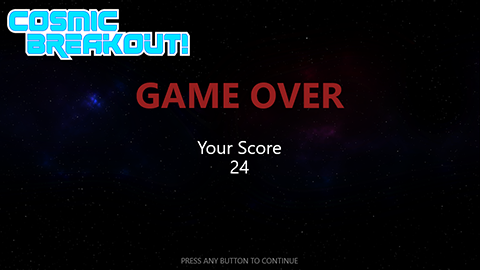 COSMIC
BREAKOUT!
GAME OVER
Your Score
24
PRESS ANY BUTTON TO CONTINUE